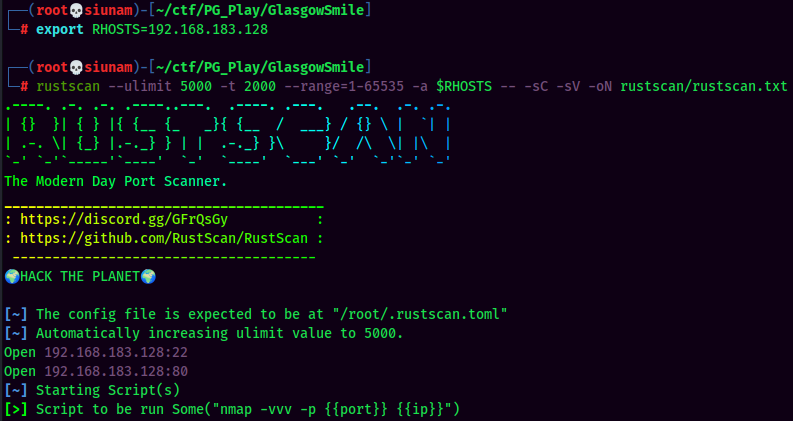 ┌──(root💀siunam)-[~/ctf/PG_Play/GlasgowSmile]
└─# export RHOSTS=192.168.183.128
┌──(root💀siunam)-[~/ctf/PG_Play/GlasgowSmile]
└─# rustscan --ulimit 5000 -t 2000 --range=1-65535 -a $RHOSTS -- -sC -sV -oN rustscan/rustscan.txt
.----. .-. .-. .----..---.  .----. .---.   .--.  .-. .-.
| {}  }| { } |{ {__ {_   _}{ {__  /  ___} / {} \ |  `| |
| .-. \| {_} |.-._} } | |  .-._} }\     }/  /\  \| |\  |
`-' `-'`-----'`----'  `-'  `----'  `---' `-'  `-'`-' `-'
The Modern Day Port Scanner.
________________________________________
: https://discord.gg/GFrQsGy           :
: https://github.com/RustScan/RustScan :
 --------------------------------------
🌍HACK THE PLANET🌍
[~] The config file is expected to be at "/root/.rustscan.toml"
[~] Automatically increasing ulimit value to 5000.
Open 192.168.183.128:22
Open 192.168.183.128:80
[~] Starting Script(s)
[>] Script to be run Some("nmap -vvv -p {{port}} {{ip}}")